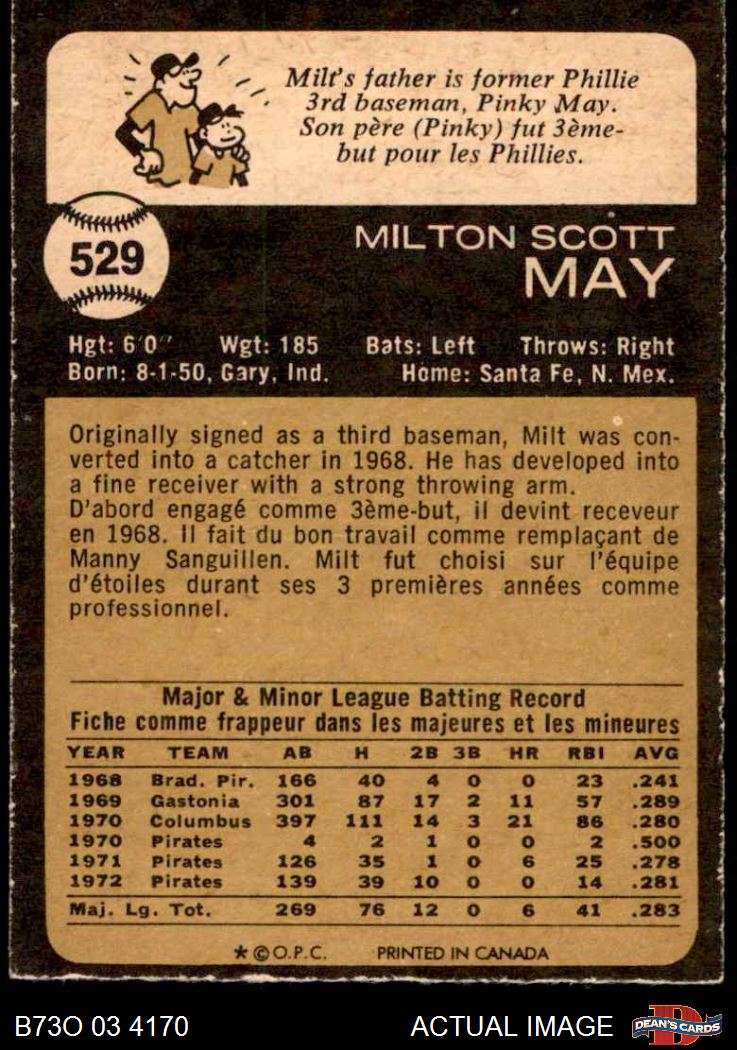 Milt's father is former Phillie
3rd baseman, Pinky May.
Son père (Pinky) fut 3ème-
but pour les Phillies.
529
MILTON SCOTT
MAY
Hgt: 6'0" Wgt: 185 Bats: Left Throws: Right
Born: 8-1-50, Gary, Ind. Home: Santa Fe, N. Mex.
Originally signed as a third baseman, Milt was con-
verted into a catcher in 1968. He has developed into
a fine receiver with a strong throwing arm.
D'abord engagé comme 3ème-but, il devint receveur
en 1968. Il fait du bon travail comme remplaçant de
Manny Sanguillen. Milt fut choisi sur l'équipe
d'étoiles durant ses 3 premières années comme
professionnel.
Major & Minor League Batting Record
Fiche comme frappeur dans les majeures et les mineures
YEAR TEAM AB H 2B 3B HR RBI AVG
1968 Brad. Pir. 166 40 4 0 0 23 .241
1969 Gastonia 301 87 17 2 11 57 .289
1970 Columbus 397 111 14 3 21 86 .280
1970 Pirates 4 2 1 0 0 2 .500
1971 Pirates 126 35 1 0 6 25 .278
1972 Pirates 139 39 10 0 0 14 .281
Maj. Lg. Tot. 269 76 12 0 6 41 .283
* © O.P.C. PRINTED IN CANADA
B73O 03 4170 ACTUAL IMAGE DEAN'S CARDS